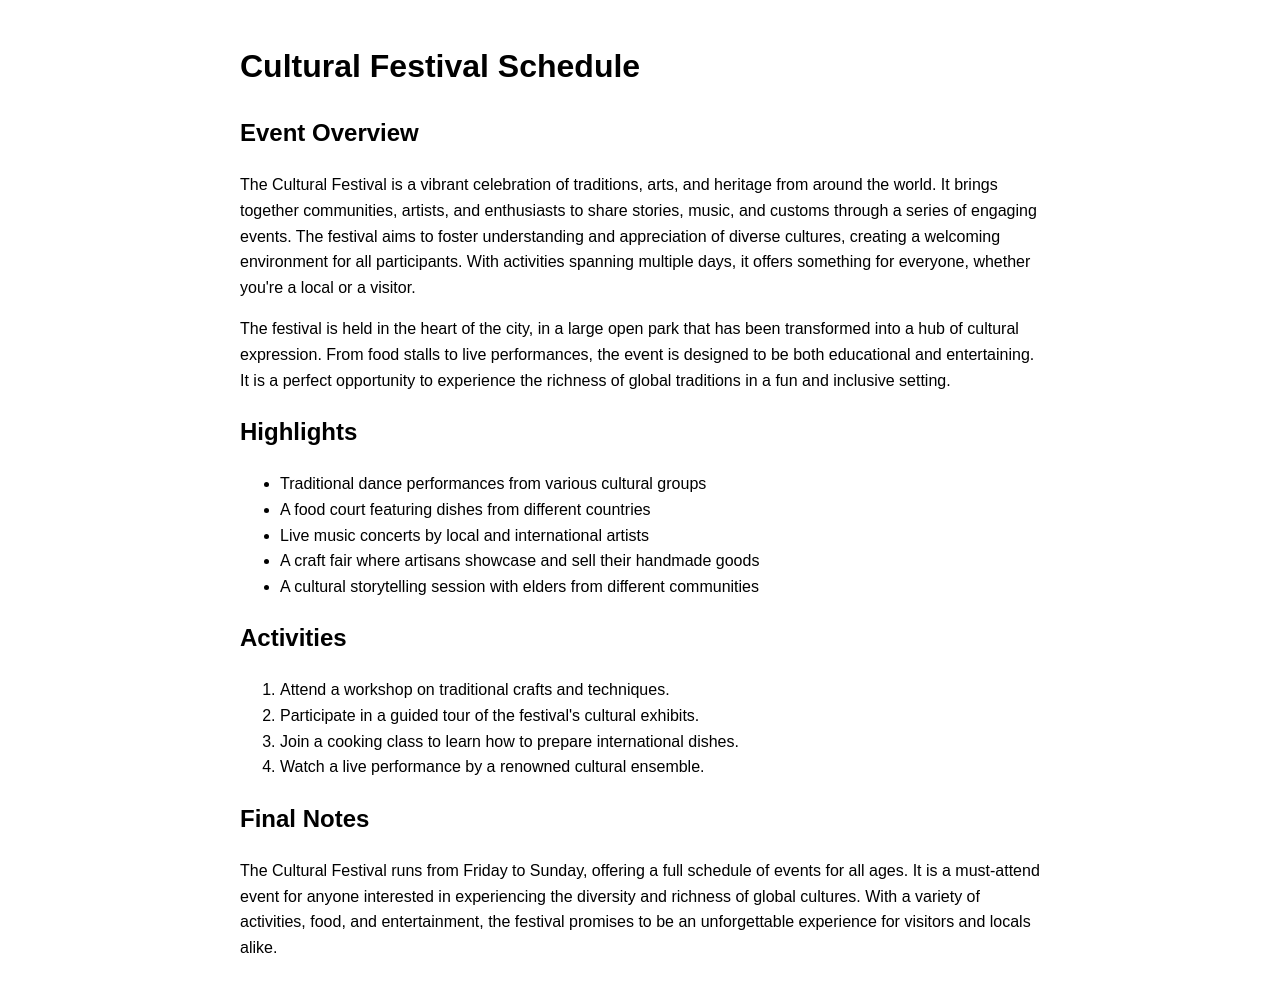 Cultural Festival Schedule
Event Overview
The Cultural Festival is a vibrant celebration of traditions, arts, and heritage from around the world. It brings
together communities, artists, and enthusiasts to share stories, music, and customs through a series of engaging
events. The festival aims to foster understanding and appreciation of diverse cultures, creating a welcoming
environment for all participants. With activities spanning multiple days, it offers something for everyone, whether
you're a local or a visitor.
The festival is held in the heart of the city, in a large open park that has been transformed into a hub of cultural
expression. From food stalls to live performances, the event is designed to be both educational and entertaining.
It is a perfect opportunity to experience the richness of global traditions in a fun and inclusive setting.
Highlights
• Traditional dance performances from various cultural groups
• A food court featuring dishes from different countries
• Live music concerts by local and international artists
• A craft fair where artisans showcase and sell their handmade goods
• A cultural storytelling session with elders from different communities
Activities
1. Attend a workshop on traditional crafts and techniques.
2. Participate in a guided tour of the festival's cultural exhibits.
3. Join a cooking class to learn how to prepare international dishes.
4. Watch a live performance by a renowned cultural ensemble.
Final Notes
The Cultural Festival runs from Friday to Sunday, offering a full schedule of events for all ages. It is a must-attend
event for anyone interested in experiencing the diversity and richness of global cultures. With a variety of
activities, food, and entertainment, the festival promises to be an unforgettable experience for visitors and locals
alike.